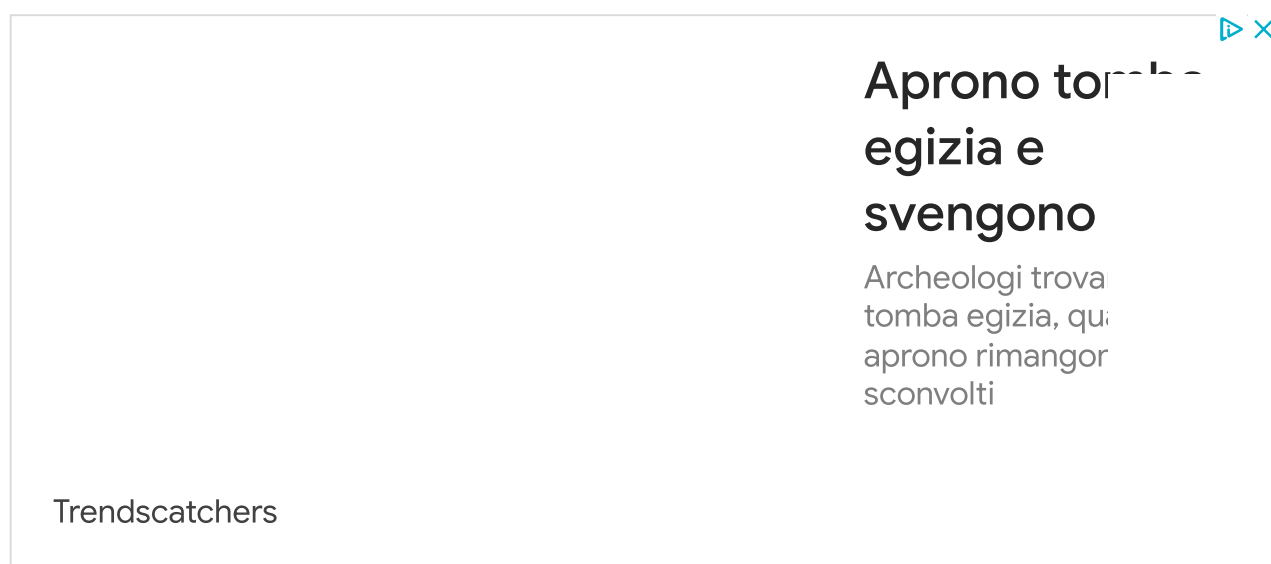 Aprono
egizia e
svengono
Archeologi
tomba egizia,
aprono
sconvolti
Trendscatchers